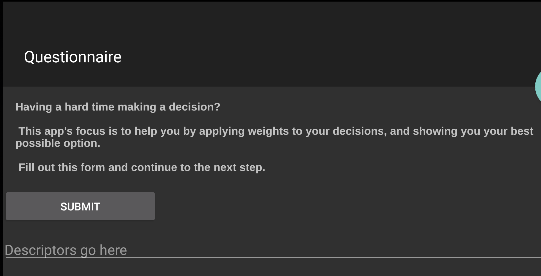 Questionnaire
Having a hard time making a decision?
This app's focus is to help you by applying weights to your decisions, and showing you your best
possible option.
Fill out this form and continue to the next step.
SUBMIT
Descriptors go here